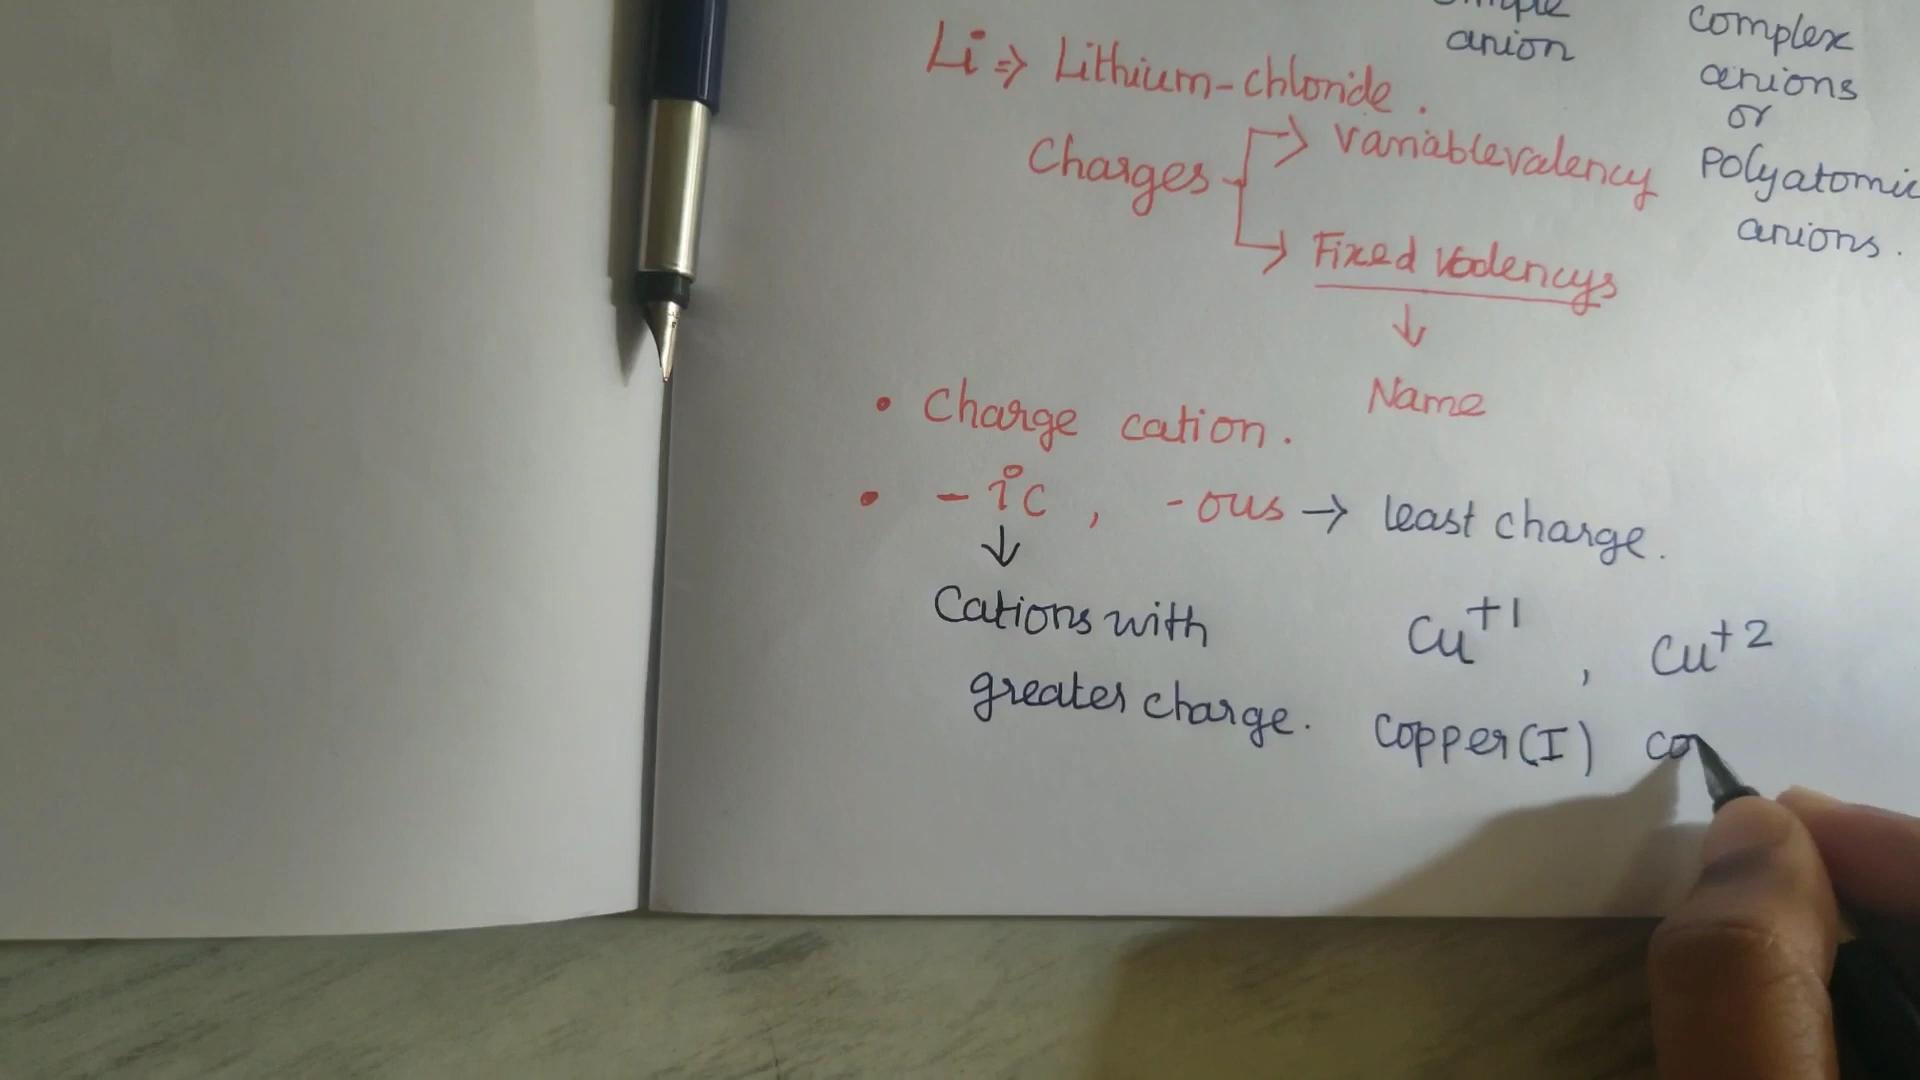 anion
complex
anions
or
Polyatomic
anions.
Li => Lithium-chloride.
Charges → Variablevalency
→ Fixed valencys
↓
Name
• Charge cation.
• -ic, -ous → least charge.
↓
Cations with
greater charge.
Cu+1, Cu+2
Copper(I) co